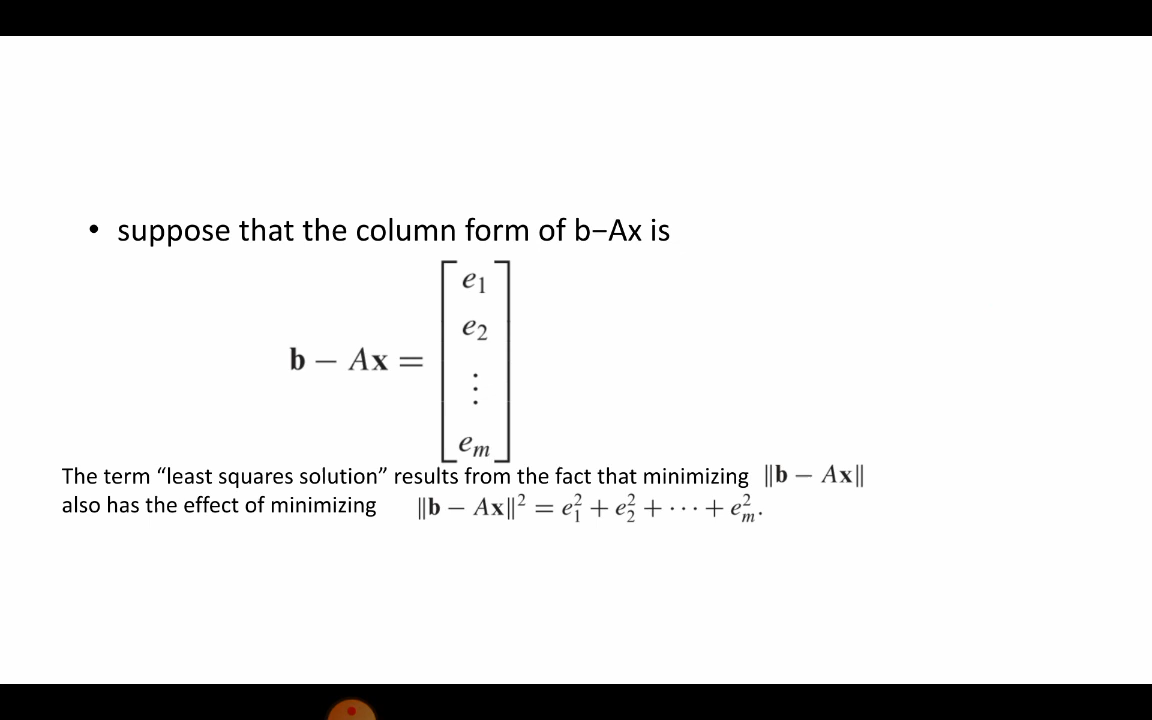 • suppose that the column form of b−Ax is
b − Ax = [e₁ e₂ ⋮ eₘ]
The term “least squares solution” results from the fact that minimizing ‖b − Ax‖
also has the effect of minimizing ‖b − Ax‖² = e₁² + e₂² + ⋯ + eₘ².